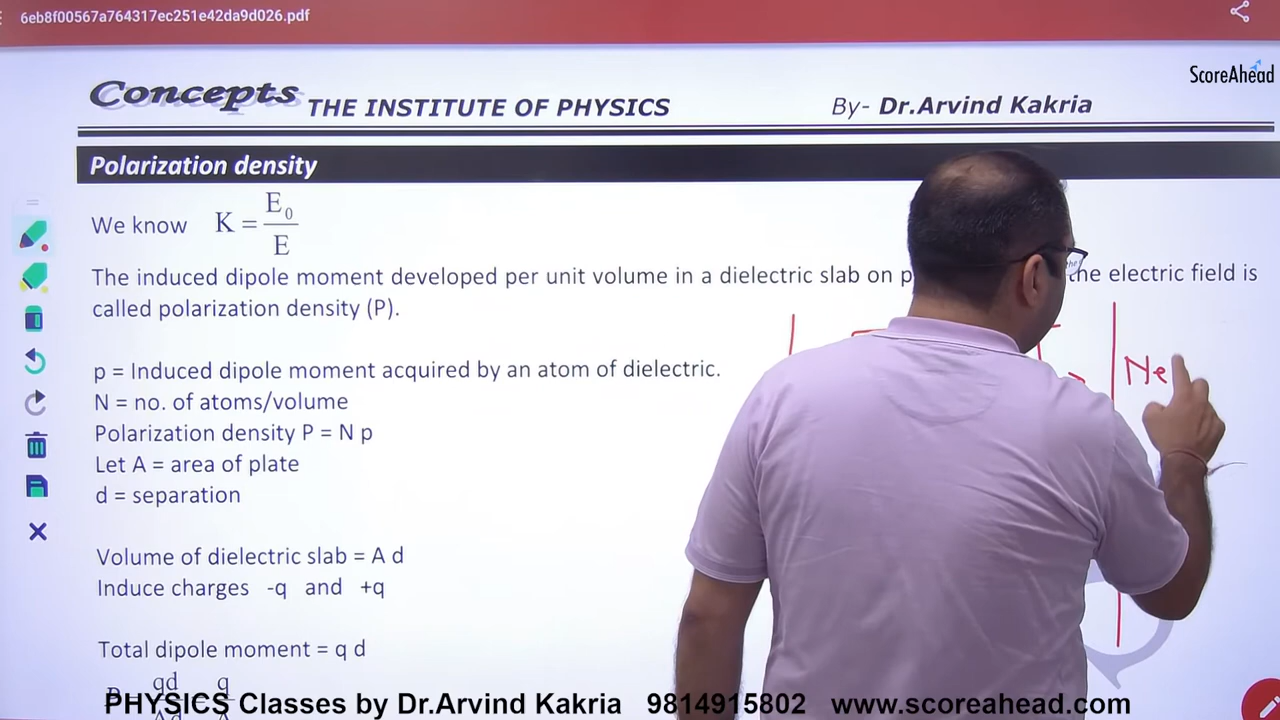 6eb8f00567a764317ec251e42da9d026.pdf
ScoreAhead
Concepts THE INSTITUTE OF PHYSICS By- Dr.Arvind Kakria
Polarization density
We know K = E0 / E
The induced dipole moment developed per unit volume in a dielectric slab on the electric field is
called polarization density (P).
p = Induced dipole moment acquired by an atom of dielectric.
Ne
N = no. of atoms/volume
Polarization density P = N p
Let A = area of plate
d = separation
Volume of dielectric slab = A d
Induce charges -q and +q
Total dipole moment = q d
qd q
PHYSICS Classes by Dr.Arvind Kakria 9814915802 www.scoreahead.com